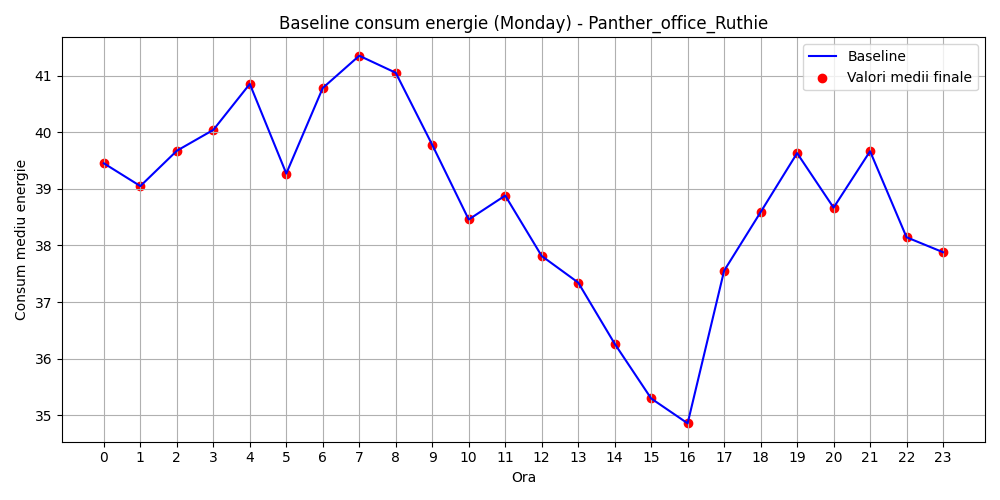 Baseline consum energie (Monday) - Panther_office_Ruthie
Baseline
Valori medii finale
Consum mediu energie
41
40
39
38
37
36
35
0 1 2 3 4 5 6 7 8 9 10 11 12 13 14 15 16 17 18 19 20 21 22 23
Ora